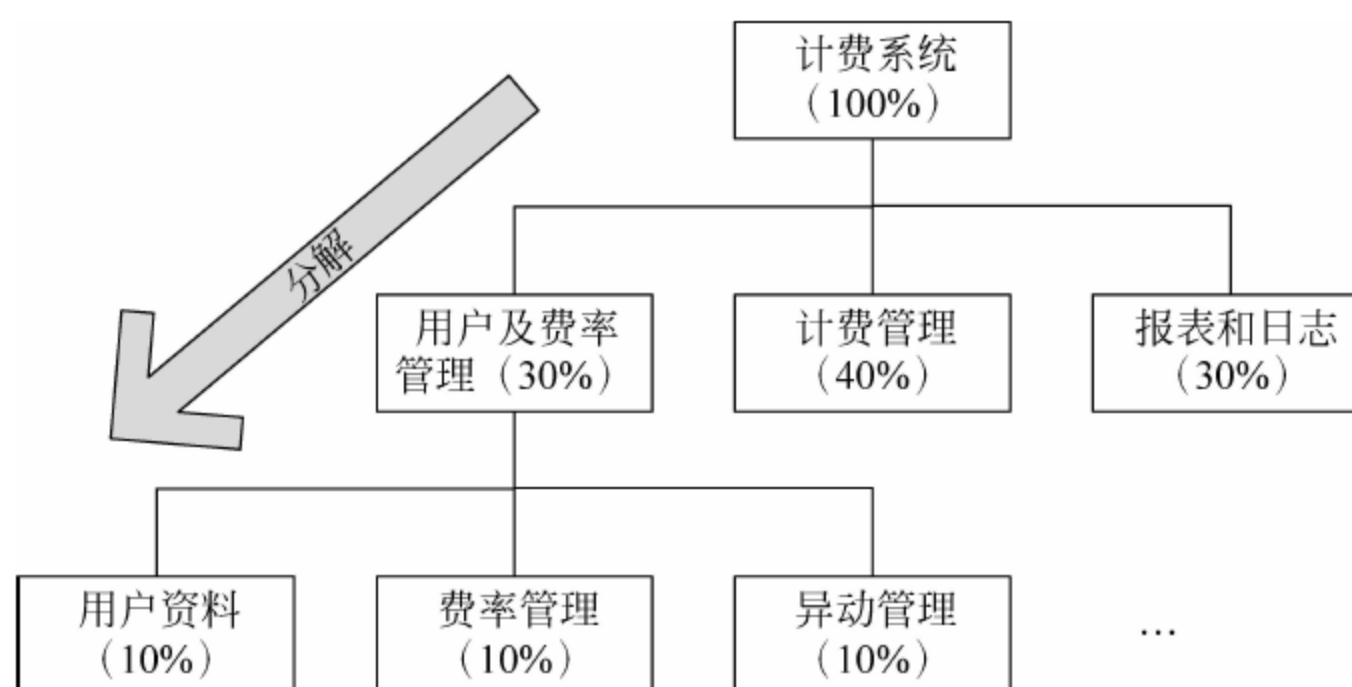 计费系统
（100%）
分解
用户及费率
管理（30%）
计费管理
（40%）
报表和日志
（30%）
用户资料
（10%）
费率管理
（10%）
异动管理
（10%）
…